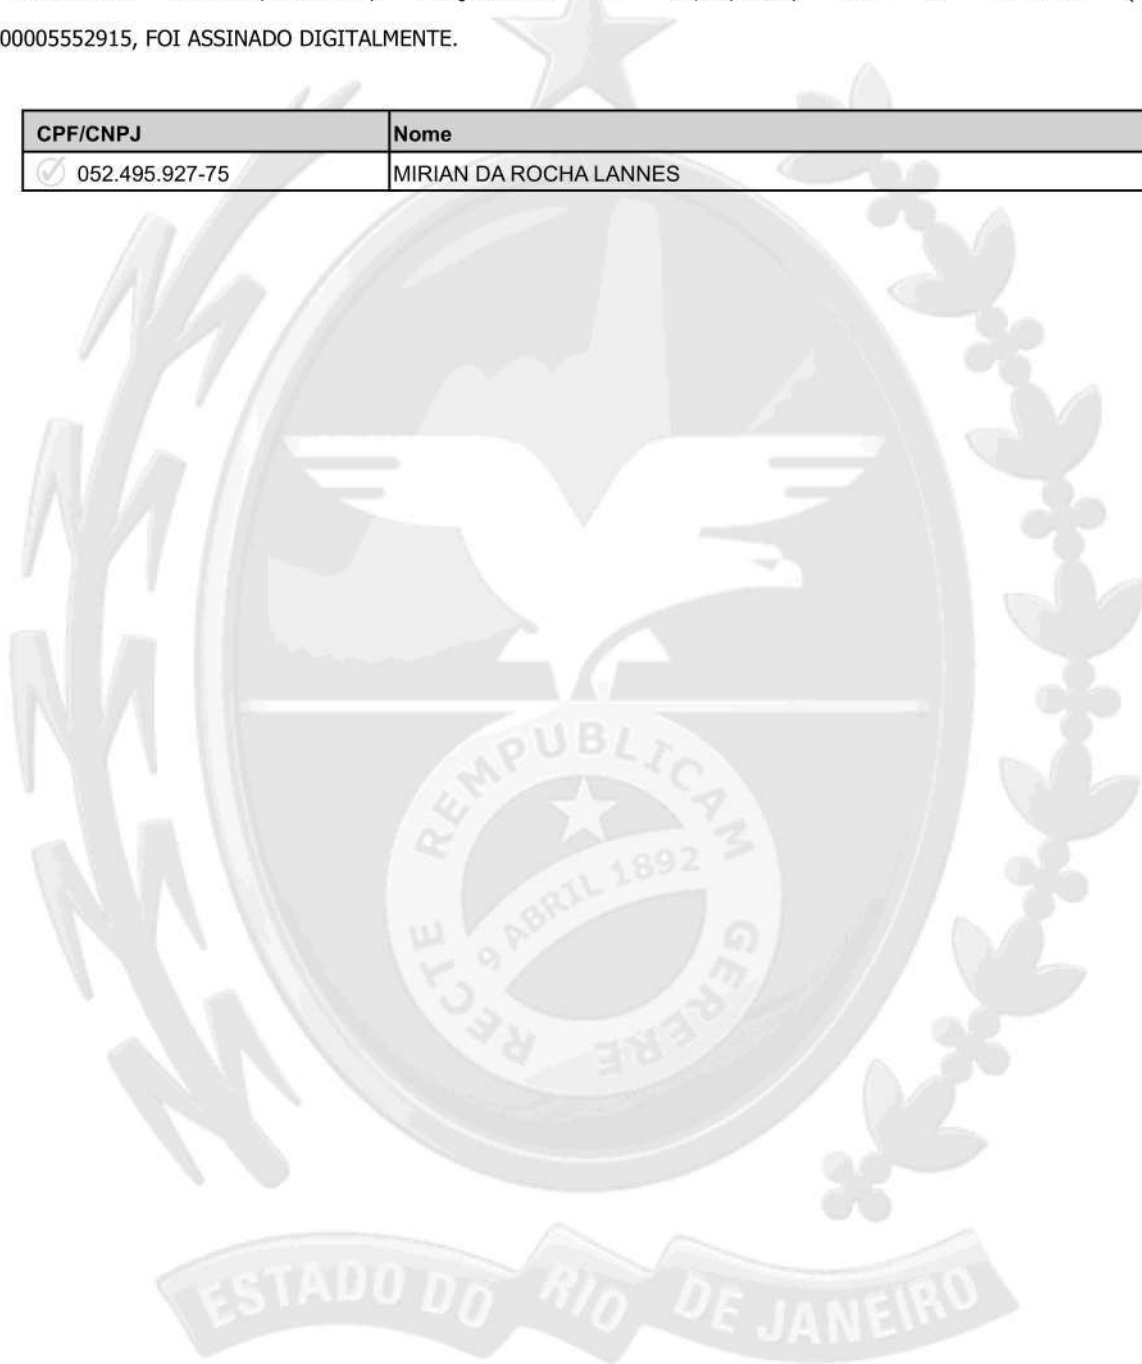 00005552915, FOI ASSINADO DIGITALMENTE.
CPF/CNPJ Nome
052.495.927-75 MIRIAN DA ROCHA LANNES
RECTE REMPUBLICAM GERERE
9 ABRIL 1892
ESTADO DO RIO DE JANEIRO